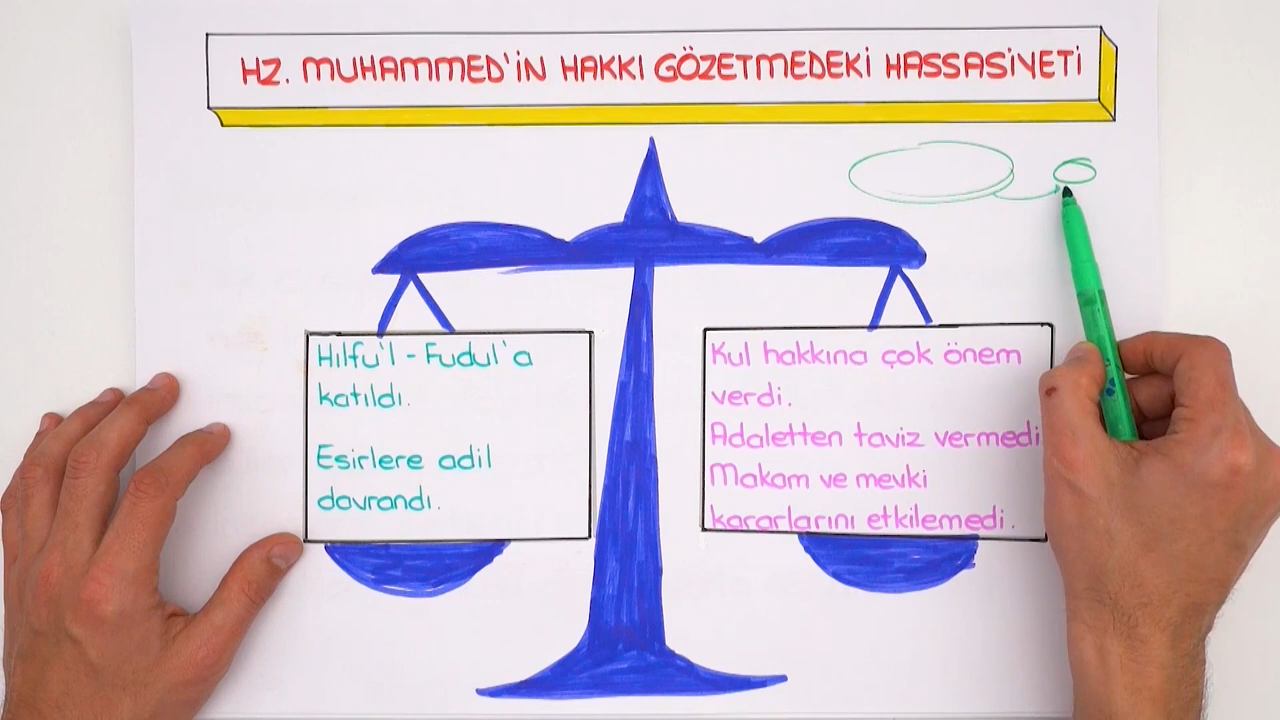 HZ. MUHAMMED'İN HAKKI GÖZETMEDEKİ HASSASİYETİ
Hılfu'l - Fudul'a
katıldı.
Esirlere adil
davrandı.
Kul hakkına çok önem
verdi.
Adaletten taviz vermedi
Makam ve mevki
kararlarını etkilemedi.